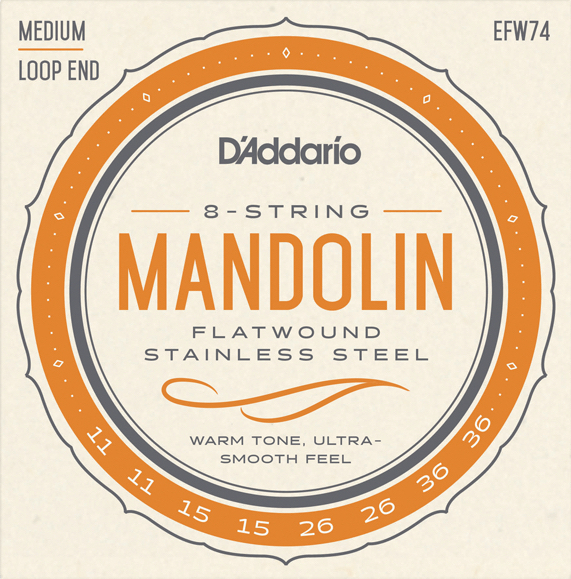 MEDIUM
LOOP END
EFW74
D'Addario
8-STRING
MANDOLIN
FLATWOUND
STAINLESS STEEL
WARM TONE, ULTRA-
SMOOTH FEEL
11 11 15 15 26 26 36 36